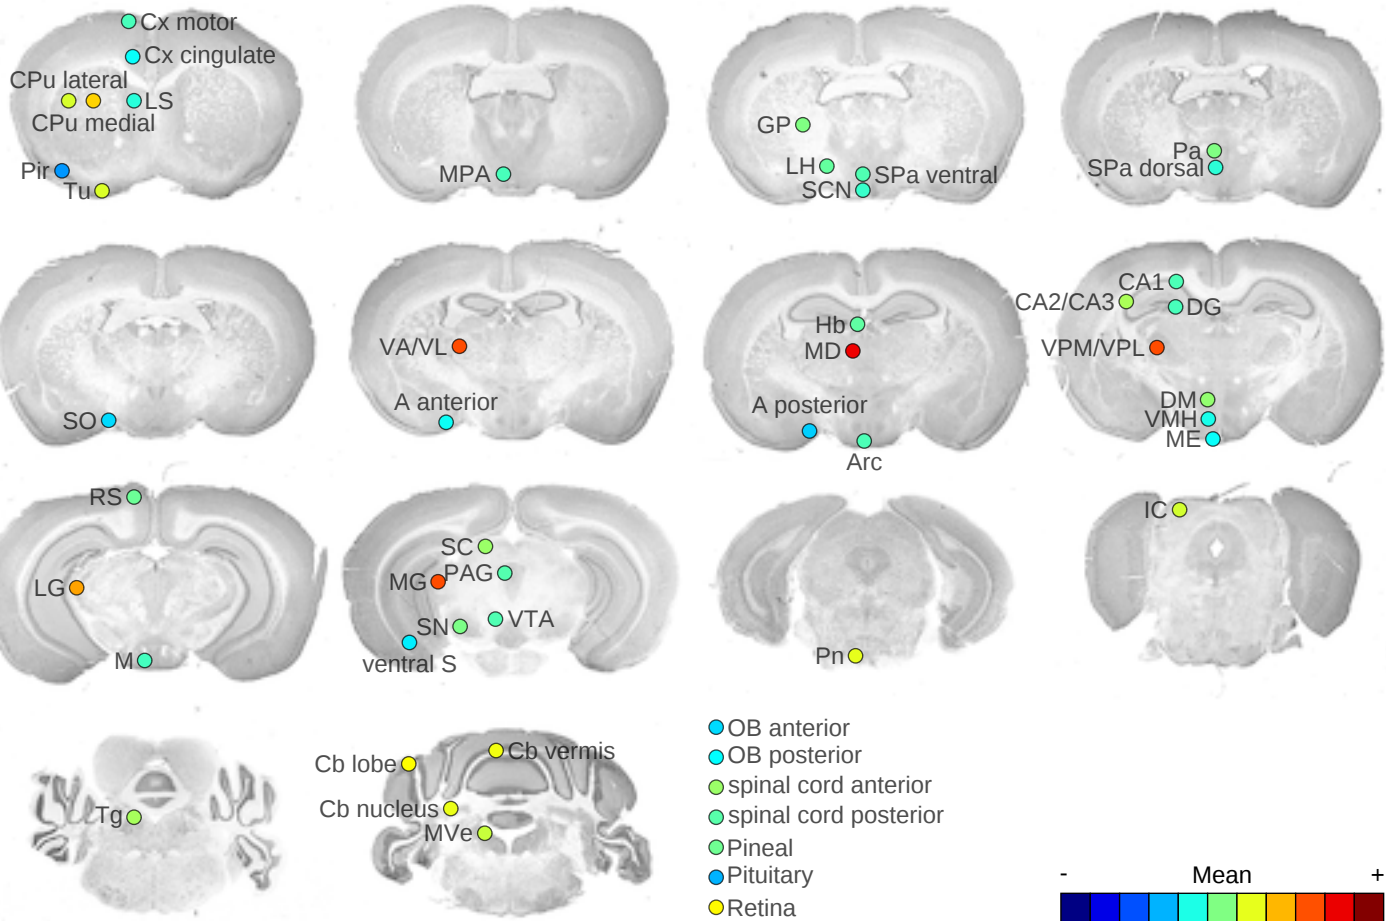 Cx motor
Cx cingulate
CPu lateral
LS
CPu medial
Pir
Tu
MPA
GP
LH
SPa ventral
SCN
Pa
SPa dorsal
SO
VA/VL
A anterior
Hb
MD
A posterior
Arc
CA1
CA2/CA3
DG
VPM/VPL
DM
VMH
ME
RS
LG
M
SC
MG
PAG
SN
VTA
ventral S
Pn
IC
Tg
Cb lobe
Cb vermis
Cb nucleus
MVe
OB anterior
OB posterior
spinal cord anterior
spinal cord posterior
Pineal
Pituitary
Retina
- Mean +